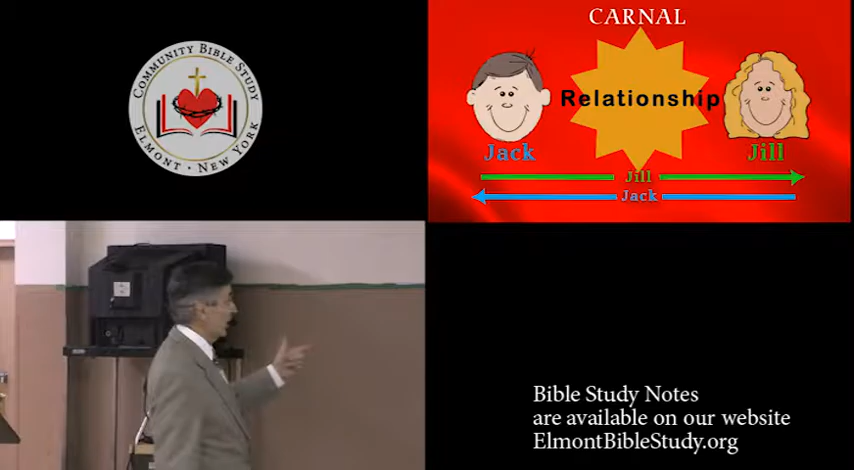 COMMUNITY BIBLE STUDY
ELMONT • NEW YORK
CARNAL
Relationship
Jack
Jill
Jill
Jack
Bible Study Notes
are available on our website
ElmontBibleStudy.org